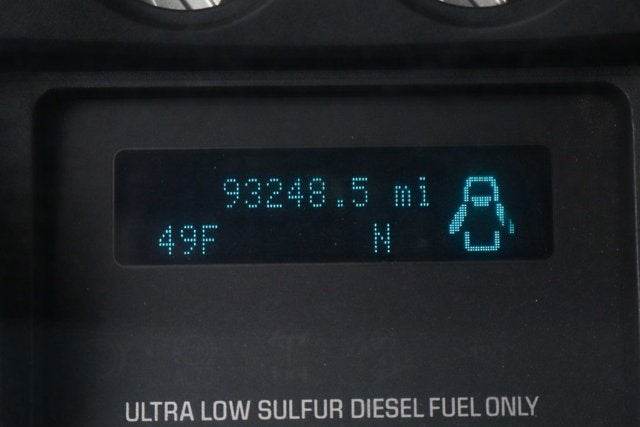 93248.5 mi
49F N
ULTRA LOW SULFUR DIESEL FUEL ONLY